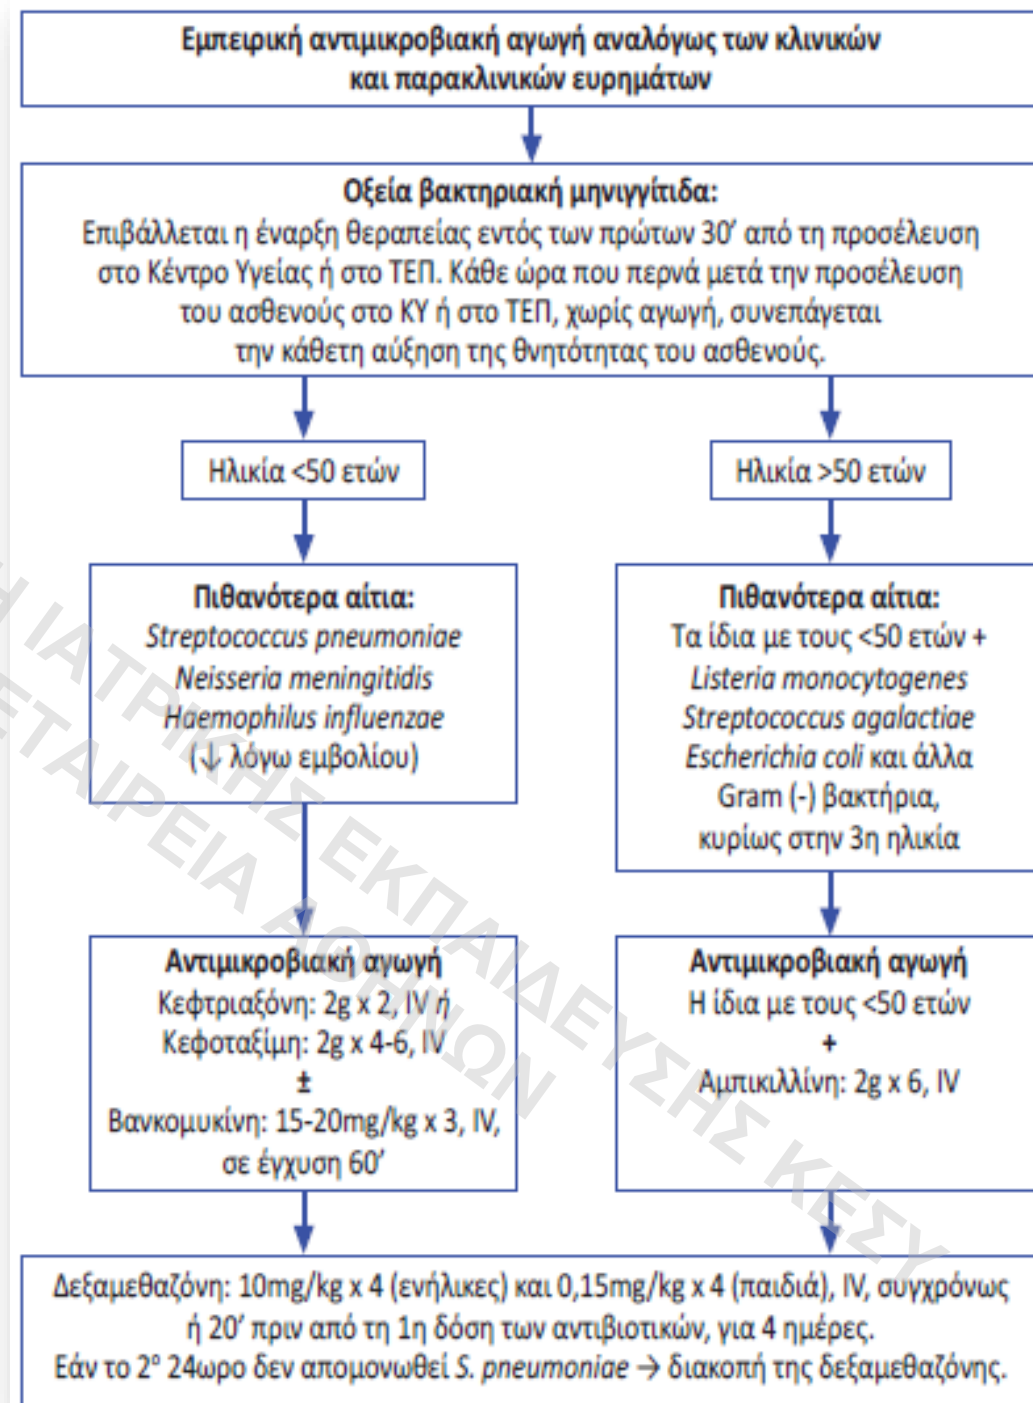 Εμπειρική αντιμικροβιακή αγωγή αναλόγως των κλινικών
και παρακλινικών ευρημάτων
Οξεία βακτηριακή μηνιγγίτιδα:
Επιβάλλεται η έναρξη θεραπείας εντός των πρώτων 30′ από τη προσέλευση
στο Κέντρο Υγείας ή στο ΤΕΠ. Κάθε ώρα που περνά μετά την προσέλευση
του ασθενούς στο ΚΥ ή στο ΤΕΠ, χωρίς αγωγή, συνεπάγεται
την κάθετη αύξηση της θνητότητας του ασθενούς.
Ηλικία <50 ετών
Πιθανότερα αίτια:
Streptococcus pneumoniae
Neisseria meningitidis
Haemophilus influenzae
(↓ λόγω εμβολίου)
Αντιμικροβιακή αγωγή
Κεφτριαξόνη: 2g x 2, IV ή
Κεφοταξίμη: 2g x 4-6, IV
±
Βανκομυκίνη: 15-20mg/kg x 3, IV,
σε έγχυση 60′
Ηλικία >50 ετών
Πιθανότερα αίτια:
Τα ίδια με τους <50 ετών +
Listeria monocytogenes
Streptococcus agalactiae
Escherichia coli και άλλα
Gram (-) βακτήρια,
κυρίως στην 3η ηλικία
Αντιμικροβιακή αγωγή
Η ίδια με τους <50 ετών
+
Αμπικιλλίνη: 2g x 6, IV
Δεξαμεθαζόνη: 10mg/kg x 4 (ενήλικες) και 0,15mg/kg x 4 (παιδιά), IV, συγχρόνως
ή 20′ πριν από τη 1η δόση των αντιβιοτικών, για 4 ημέρες.
Εάν το 2ο 24ωρο δεν απομονωθεί S. pneumoniae → διακοπή της δεξαμεθαζόνης.
ΙΑΤΡΙΚΗΣ ΕΚΠΑΙΔΕΥΣΗΣ ΚΕΣΥ
ΕΤΑΙΡΕΙΑ ΑΘΗΝΩΝ